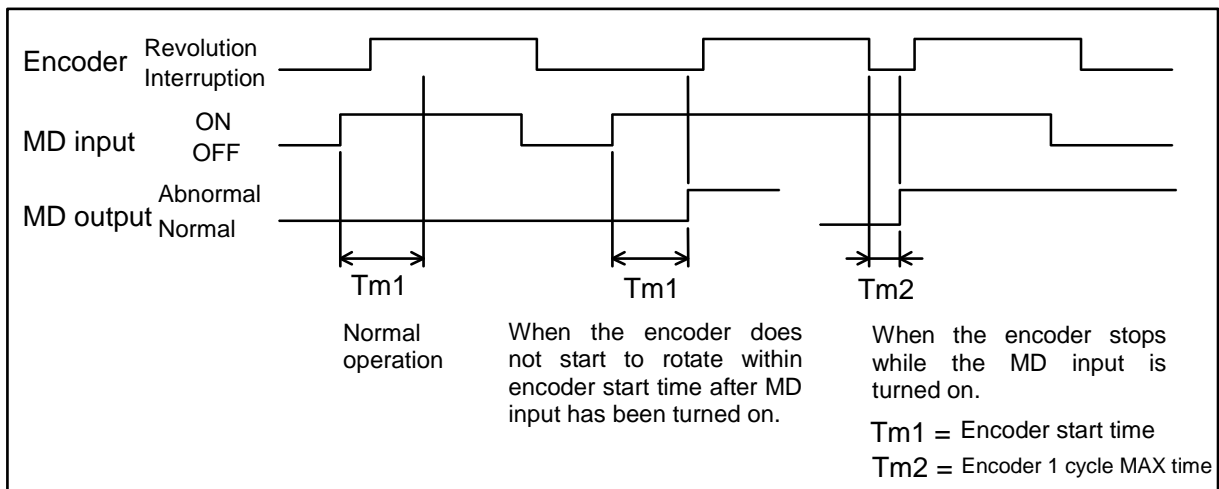 Encoder
Revolution
Interruption
MD input
ON
OFF
MD output
Abnormal
Normal
Tm1
Tm1
Tm2
Normal
operation
When the encoder does
not start to rotate within
encoder start time after MD
input has been turned on.
When the encoder stops
while the MD input is
turned on.
Tm1 = Encoder start time
Tm2 = Encoder 1 cycle MAX time